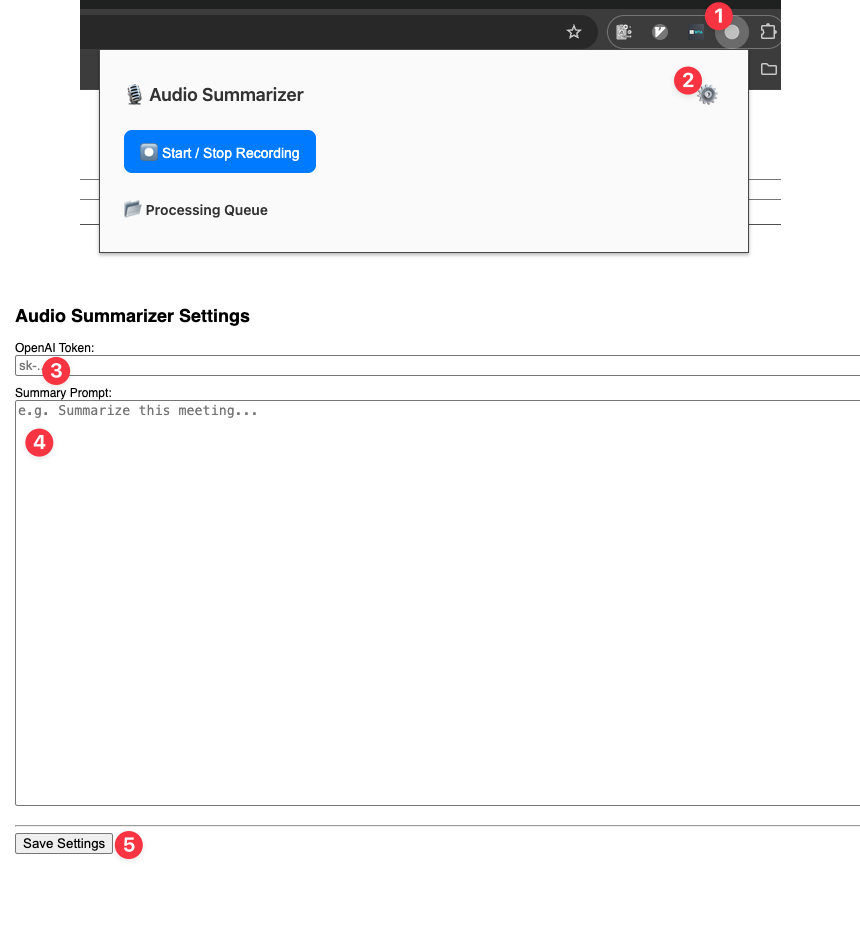 1
2
Audio Summarizer
Start / Stop Recording
Processing Queue
Audio Summarizer Settings
OpenAI Token:
sk-..
3
Summary Prompt:
e.g. Summarize this meeting...
4
Save Settings
5